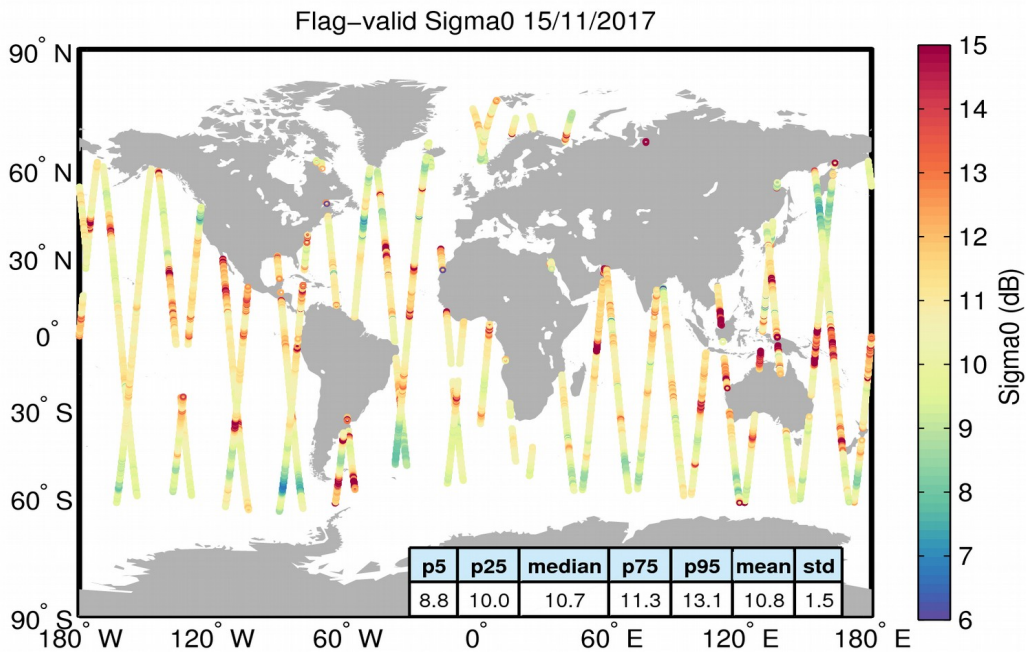 Flag−valid Sigma0 15/11/2017
90° N
60° N
30° N
0°
30° S
60° S
90° S
180° W
120° W
60° W
0°
60° E
120° E
180° E
15
14
13
12
11
10
9
8
7
6
Sigma0 (dB)
p5 p25 median p75 p95 mean std
8.8 10.0 10.7 11.3 13.1 10.8 1.5